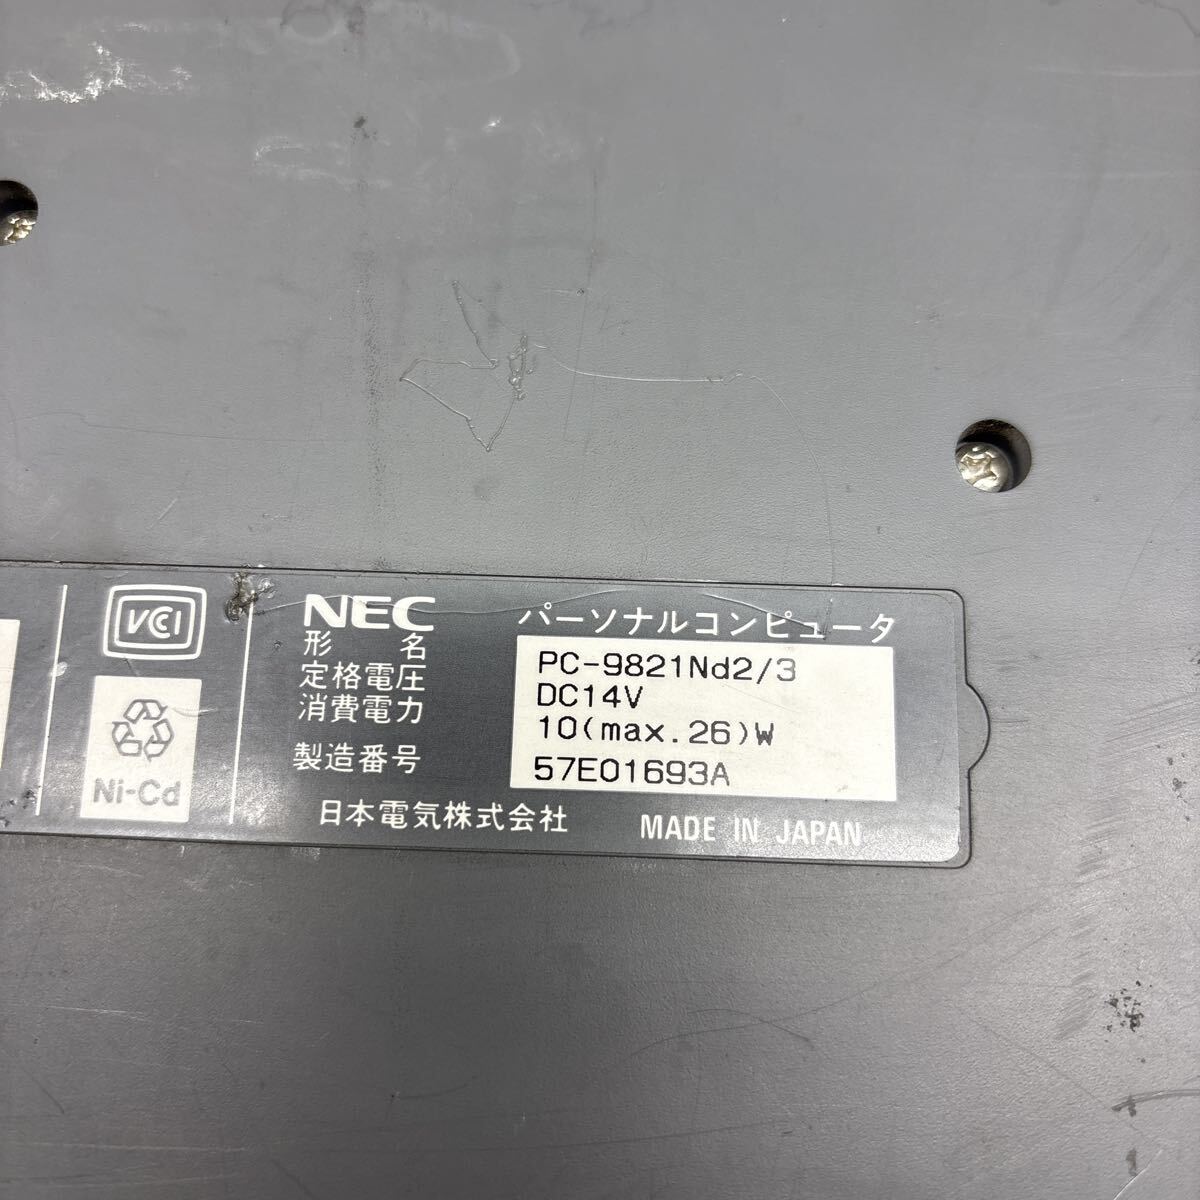 VCCI
Ni-Cd
NEC パーソナルコンピュータ
形名 PC-9821Nd2/3
定格電圧 DC14V
消費電力 10(max.26)W
製造番号 57E01693A
日本電気株式会社 MADE IN JAPAN